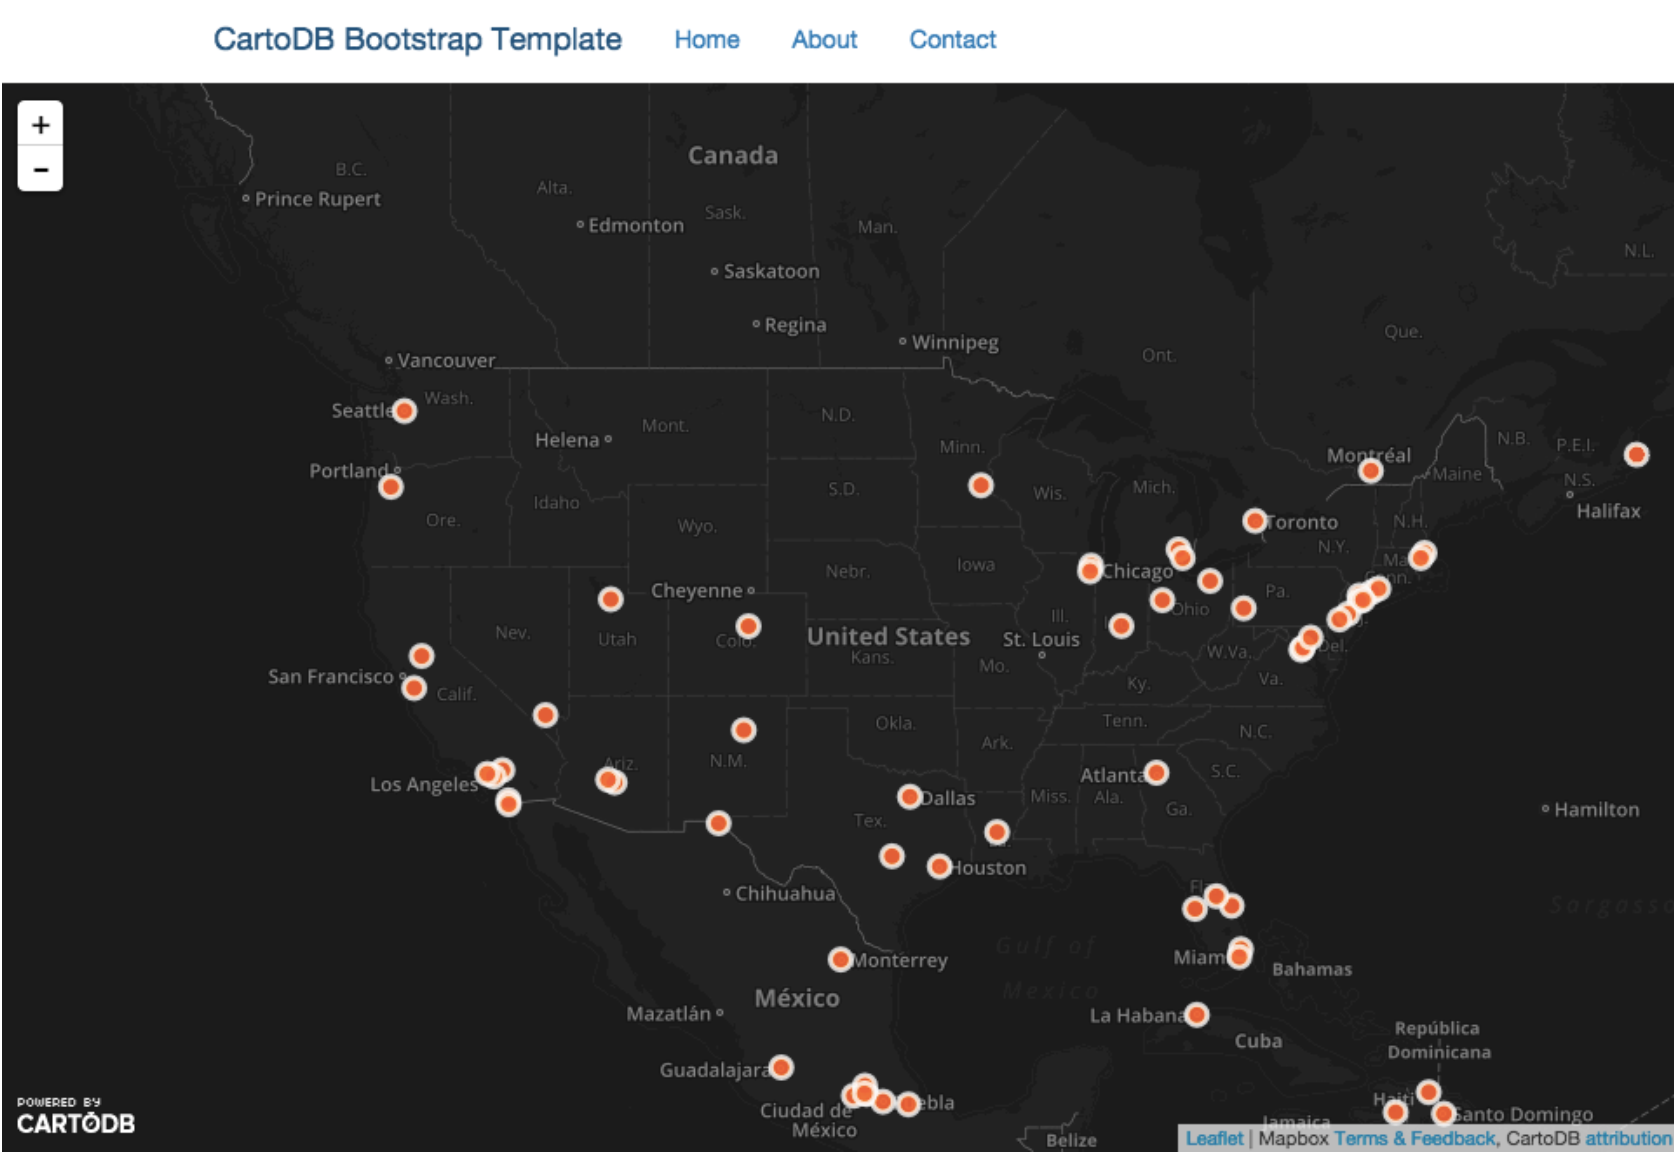 CartoDB Bootstrap Template Home About Contact
+
−
Canada
B.C.
Alta.
Prince Rupert
Sask.
Edmonton
Man.
N.L.
Saskatoon
Regina
Que.
Winnipeg
Ont.
Vancouver
Wash.
Seattle
N.D.
Mont.
Helena
Minn.
N.B.
P.E.I.
Montréal
Portland
Maine
N.S.
S.D.
Wis.
Mich.
Idaho
Halifax
Ore.
Wyo.
Toronto
N.H.
N.Y.
Iowa
Nebr.
Chicago
Cheyenne
Pa.
Ohio
Ill.
Nev.
Utah
Colo.
United States
St. Louis
Del.
Kans.
W.Va.
Mo.
San Francisco
Calif.
Ky.
Va.
Okla.
Tenn.
N.C.
Ark.
N.M.
Ariz.
S.C.
Atlanta
Los Angeles
Dallas
Miss.
Ala.
Ga.
Hamilton
Tex.
Houston
Chihuahua
Sargasso
Gulf of
Mexico
Monterrey
Miami
Bahamas
México
Mazatlán
La Habana
Cuba
República
Dominicana
Guadalajara
Haiti
Ciudad de
México
Santo Domingo
Jamaica
Belize
POWERED BY
CARTODB
Leaflet | Mapbox Terms & Feedback, CartoDB attribution